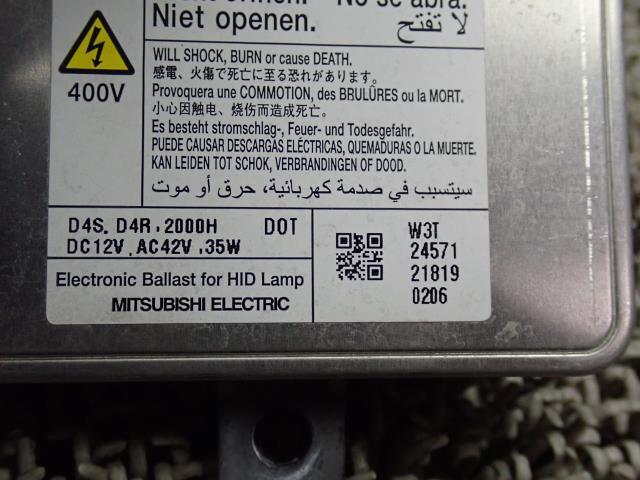 No se abra.
Niet openen.
لا تفتح
400V
WILL SHOCK, BURN or cause DEATH.
感電、火傷で死亡に至る恐れがあります。
Provoquera une COMMOTION, des BRULÛRES ou la MORT.
小心因触电、烧伤而造成死亡。
Es besteht stromschlag-, Feuer- und Todesgefahr.
PUEDE CAUSAR DESCARGAS ELÉCTRICAS, QUEMADURAS O LA MUERTE.
KAN LEIDEN TOT SCHOK, VERBRANDINGEN OF DOOD.
سيتسبب في صدمة كهربائية، حرق أو موت
D4S, D4R, 2000H DOT
DC12V, AC42V, 35W
Electronic Ballast for HID Lamp
MITSUBISHI ELECTRIC
W3T
24571
21819
0206